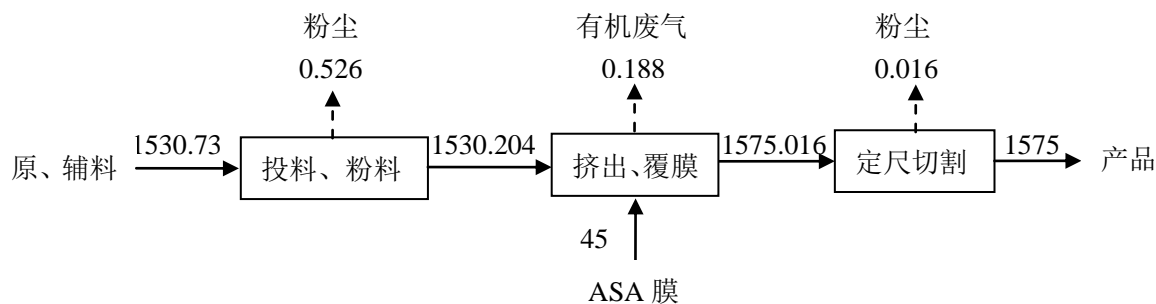 粉尘
有机废气
粉尘
0.526
0.188
0.016
1530.73
1530.204
1575.016
1575
原、辅料
投料、粉料
挤出、覆膜
定尺切割
产品
45
ASA 膜